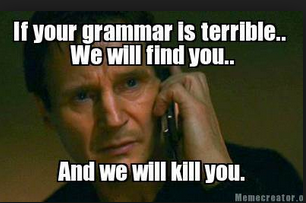 If your grammar is terrible..
We will find you..
And we will kill you.
Memecreator.o